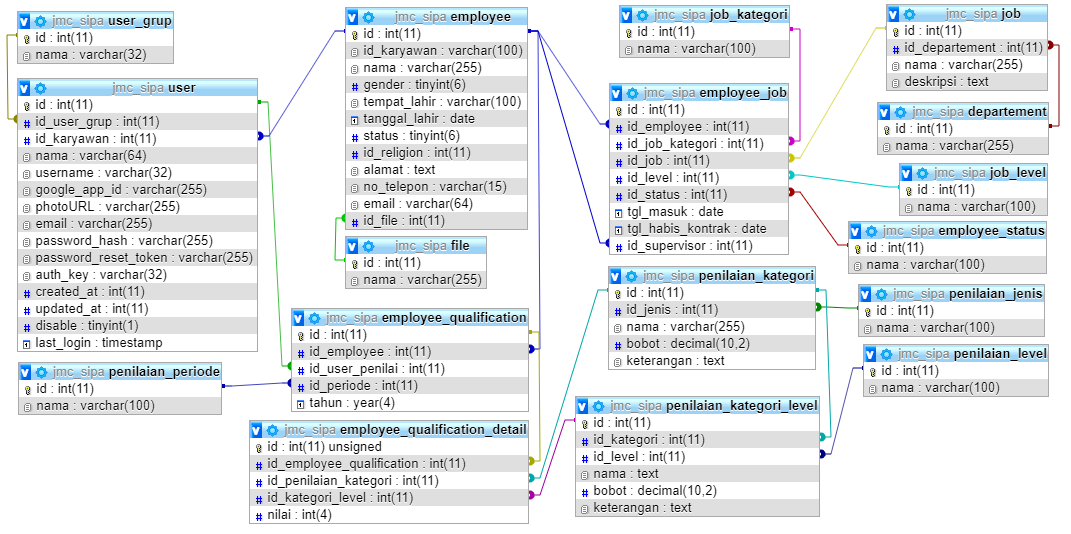 jmc_sipa user_grup
id : int(11)
nama : varchar(32)
jmc_sipa user
id : int(11)
id_user_grup : int(11)
id_karyawan : int(11)
nama : varchar(64)
username : varchar(32)
google_app_id : varchar(255)
photoURL : varchar(255)
email : varchar(255)
password_hash : varchar(255)
password_reset_token : varchar(255)
auth_key : varchar(32)
created_at : int(11)
updated_at : int(11)
disable : tinyint(1)
last_login : timestamp
jmc_sipa penilaian_periode
id : int(11)
nama : varchar(100)
jmc_sipa employee
id : int(11)
id_karyawan : varchar(100)
nama : varchar(255)
gender : tinyint(6)
tempat_lahir : varchar(100)
tanggal_lahir : date
status : tinyint(6)
id_religion : int(11)
alamat : text
no_telepon : varchar(15)
email : varchar(64)
id_file : int(11)
jmc_sipa file
id : int(11)
nama : varchar(255)
jmc_sipa employee_qualification
id : int(11)
id_employee : int(11)
id_user_penilai : int(11)
id_periode : int(11)
tahun : year(4)
jmc_sipa employee_qualification_detail
id : int(11) unsigned
id_employee_qualification : int(11)
id_penilaian_kategori : int(11)
id_kategori_level : int(11)
nilai : int(4)
jmc_sipa job_kategori
id : int(11)
nama : varchar(100)
jmc_sipa employee_job
id : int(11)
id_employee : int(11)
id_job_kategori : int(11)
id_job : int(11)
id_level : int(11)
id_status : int(11)
tgl_masuk : date
tgl_habis_kontrak : date
id_supervisor : int(11)
jmc_sipa penilaian_kategori
id : int(11)
id_jenis : int(11)
nama : varchar(255)
bobot : decimal(10,2)
keterangan : text
jmc_sipa penilaian_kategori_level
id : int(11)
id_kategori : int(11)
id_level : int(11)
nama : text
bobot : decimal(10,2)
keterangan : text
jmc_sipa job
id : int(11)
id_departement : int(11)
nama : varchar(255)
deskripsi : text
jmc_sipa departement
id : int(11)
nama : varchar(255)
jmc_sipa job_level
id : int(11)
nama : varchar(100)
jmc_sipa employee_status
id : int(11)
nama : varchar(100)
jmc_sipa penilaian_jenis
id : int(11)
nama : varchar(100)
jmc_sipa penilaian_level
id : int(11)
nama : varchar(100)